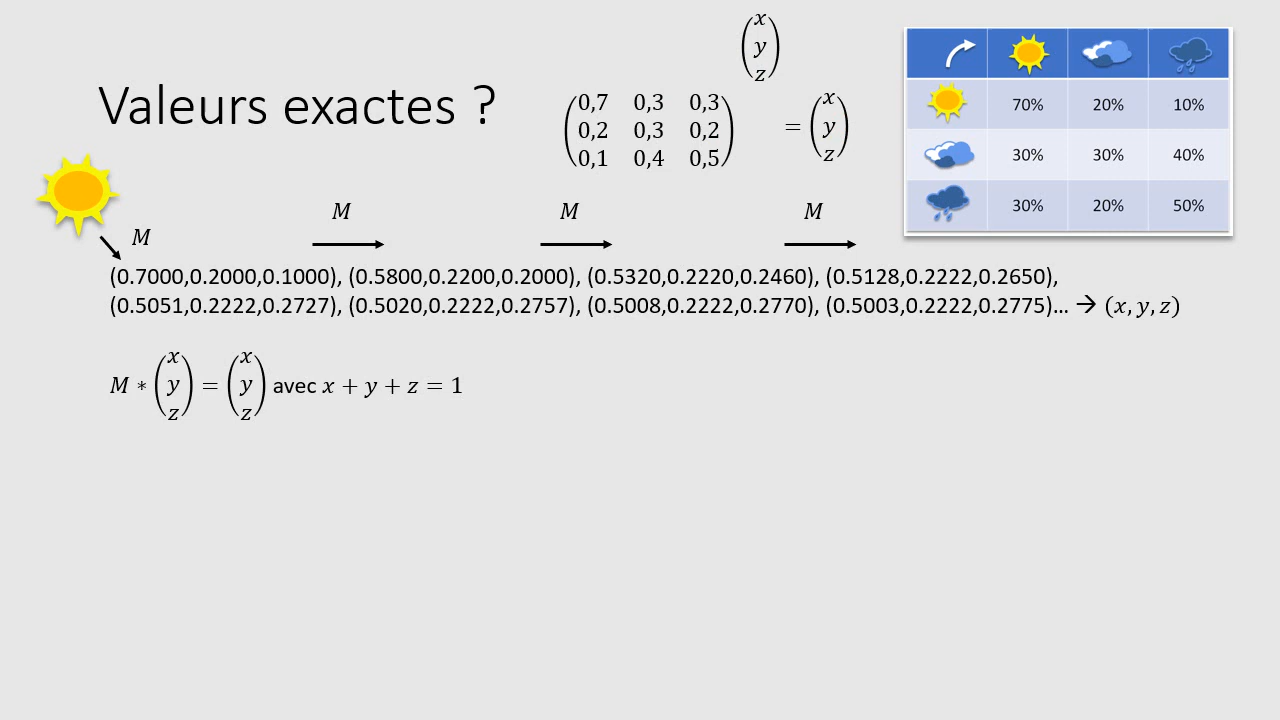 Valeurs exactes ?
x
y
z
0,7 0,3 0,3
0,2 0,3 0,2
0,1 0,4 0,5
=
x
y
z
70% 20% 10%
30% 30% 40%
30% 20% 50%
M
M
M
M
(0.7000,0.2000,0.1000), (0.5800,0.2200,0.2000), (0.5320,0.2220,0.2460), (0.5128,0.2222,0.2650),
(0.5051,0.2222,0.2727), (0.5020,0.2222,0.2757), (0.5008,0.2222,0.2770), (0.5003,0.2222,0.2775)... → (x, y, z)
x x
M ∗ y = y avec x + y + z = 1
z z